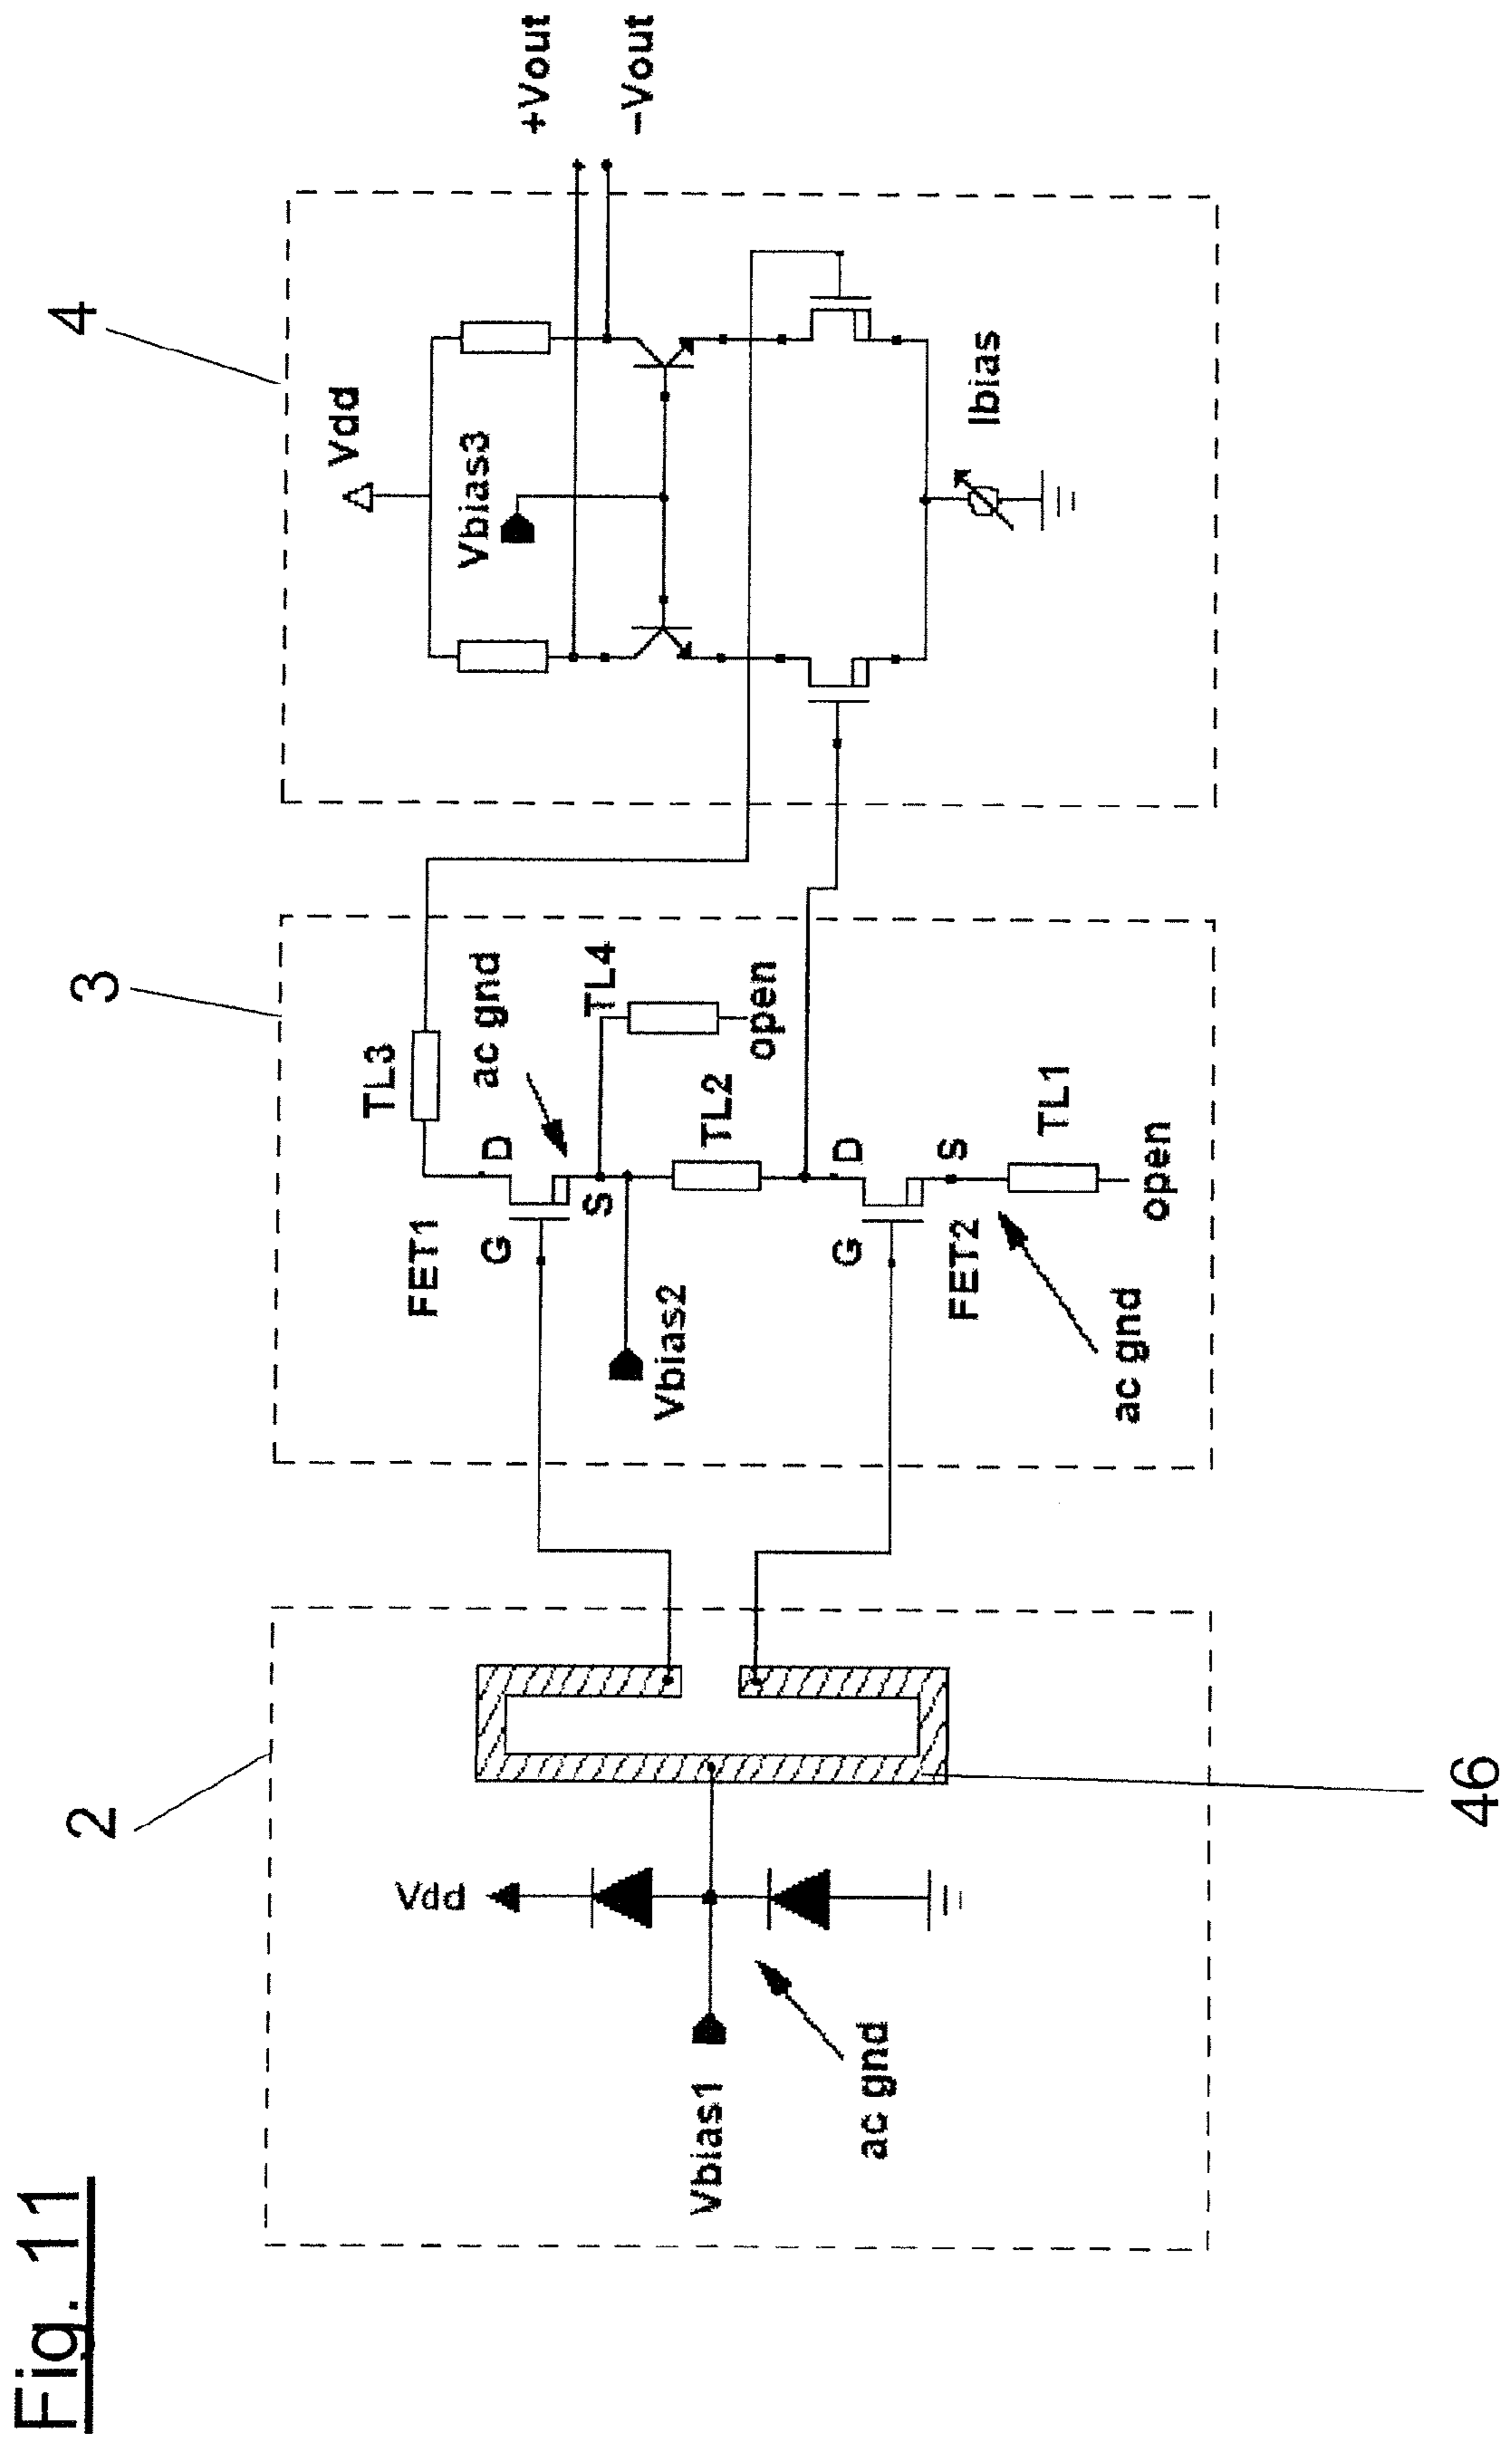 Fig. 11
2
Vdd
Vbias1
ac gnd
46
3
TL3
ac gnd
D
FET1
G
S
TL4
open
Vbias2
TL2
D
G
S
FET2
TL1
open
ac gnd
4
Vdd
Vbias3
Ibias
+Vout
−Vout